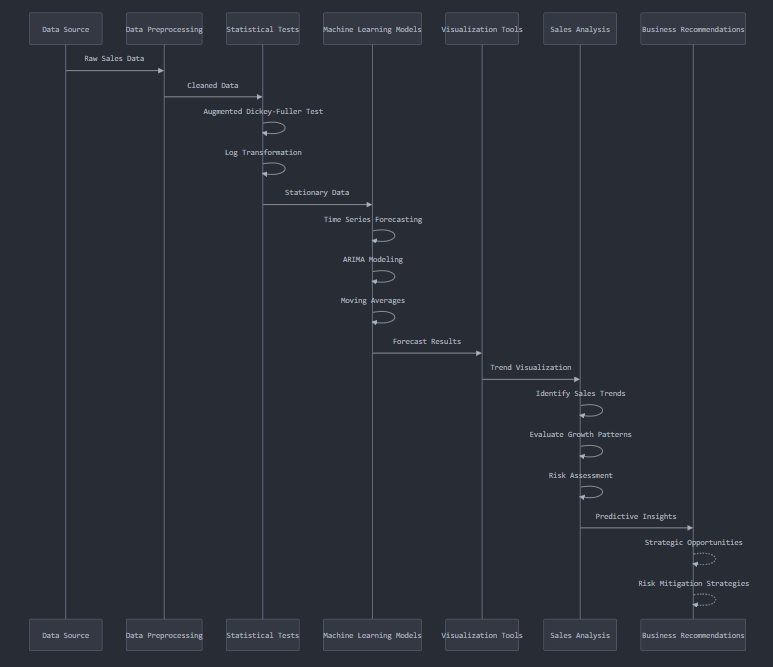 Data Source
Data Preprocessing
Statistical Tests
Machine Learning Models
Visualization Tools
Sales Analysis
Business Recommendations
Raw Sales Data
Cleaned Data
Augmented Dickey-Fuller Test
Log Transformation
Stationary Data
Time Series Forecasting
ARIMA Modeling
Moving Averages
Forecast Results
Trend Visualization
Identify Sales Trends
Evaluate Growth Patterns
Risk Assessment
Predictive Insights
Strategic Opportunities
Risk Mitigation Strategies
Data Source
Data Preprocessing
Statistical Tests
Machine Learning Models
Visualization Tools
Sales Analysis
Business Recommendations